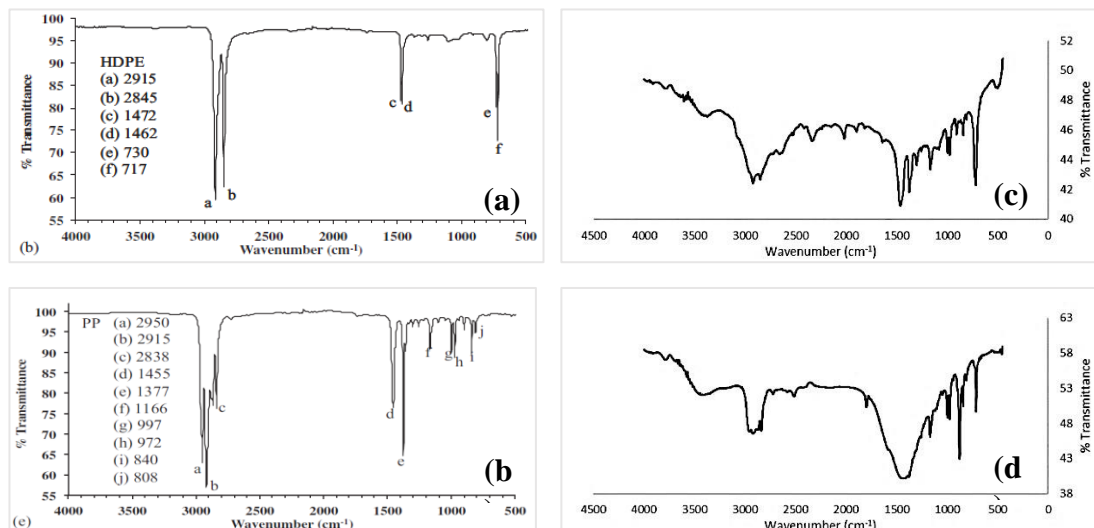 100
95
90
85
80
75
70
65
60
55
% Transmittance
HDPE
(a) 2915
(b) 2845
(c) 1472
(d) 1462
(e) 730
(f) 717
a
b
c
d
e
f
(a)
4000 3000 2000 1000 500
Wavenumber (cm⁻¹)
(b)
52
50
48
46
44
42
40
% Transmittance
(c)
4500 4000 3500 3000 2500 2000 1500 1000 500 0
Wavenumber (cm⁻¹)
100
95
90
85
80
75
70
65
60
55
% Transmittance
PP (a) 2950
(b) 2915
(c) 2838
(d) 1455
(e) 1377
(f) 1166
(g) 997
(h) 972
(i) 840
(j) 808
a
b
c
d
e
f
g
h
i
j
(b
4000 3000 2000 1500 1000 500
Wavenumber (cm⁻¹)
(e)
63
58
53
48
43
38
% Transmittance
(d
4500 4000 3500 3000 2500 2000 1500 1000 500 0
Wavenumber (cm⁻¹)